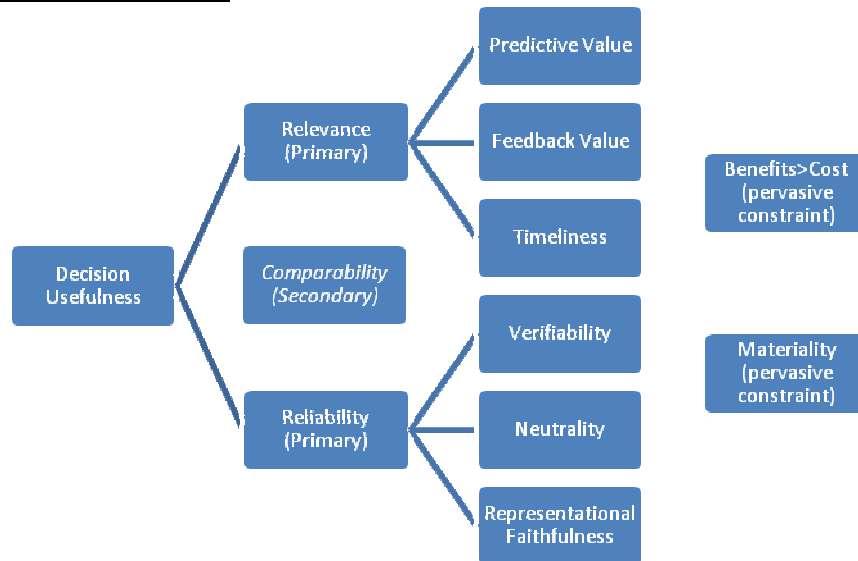 Predictive Value
Relevance
(Primary)
Feedback Value
Benefits>Cost
(pervasive
constraint)
Timeliness
Decision
Usefulness
Comparability
(Secondary)
Verifiability
Materiality
(pervasive
constraint)
Reliability
(Primary)
Neutrality
Representational
Faithfulness